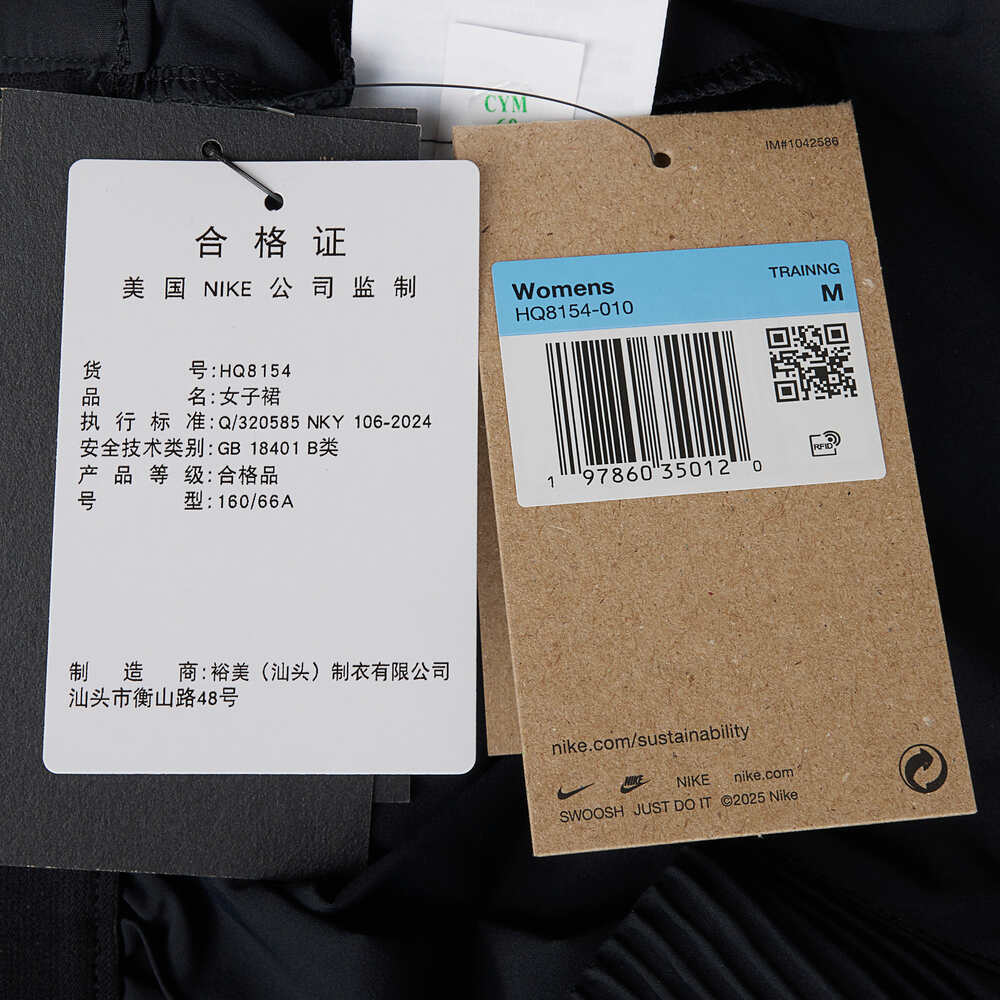 CYM
合格证
美国 NIKE 公司监制
货号:HQ8154
品名:女子裙
执行标准:Q/320585 NKY 106-2024
安全技术类别:GB 18401 B类
产品等级:合格品
号型:160/66A
制造商:裕美（汕头）制衣有限公司
汕头市衡山路48号
IM#1042586
Womens
TRAINNG
HQ8154-010
M
RFID
1 97860 35012 0
nike.com/sustainability
NIKE nike.com
SWOOSH JUST DO IT ©2025 Nike